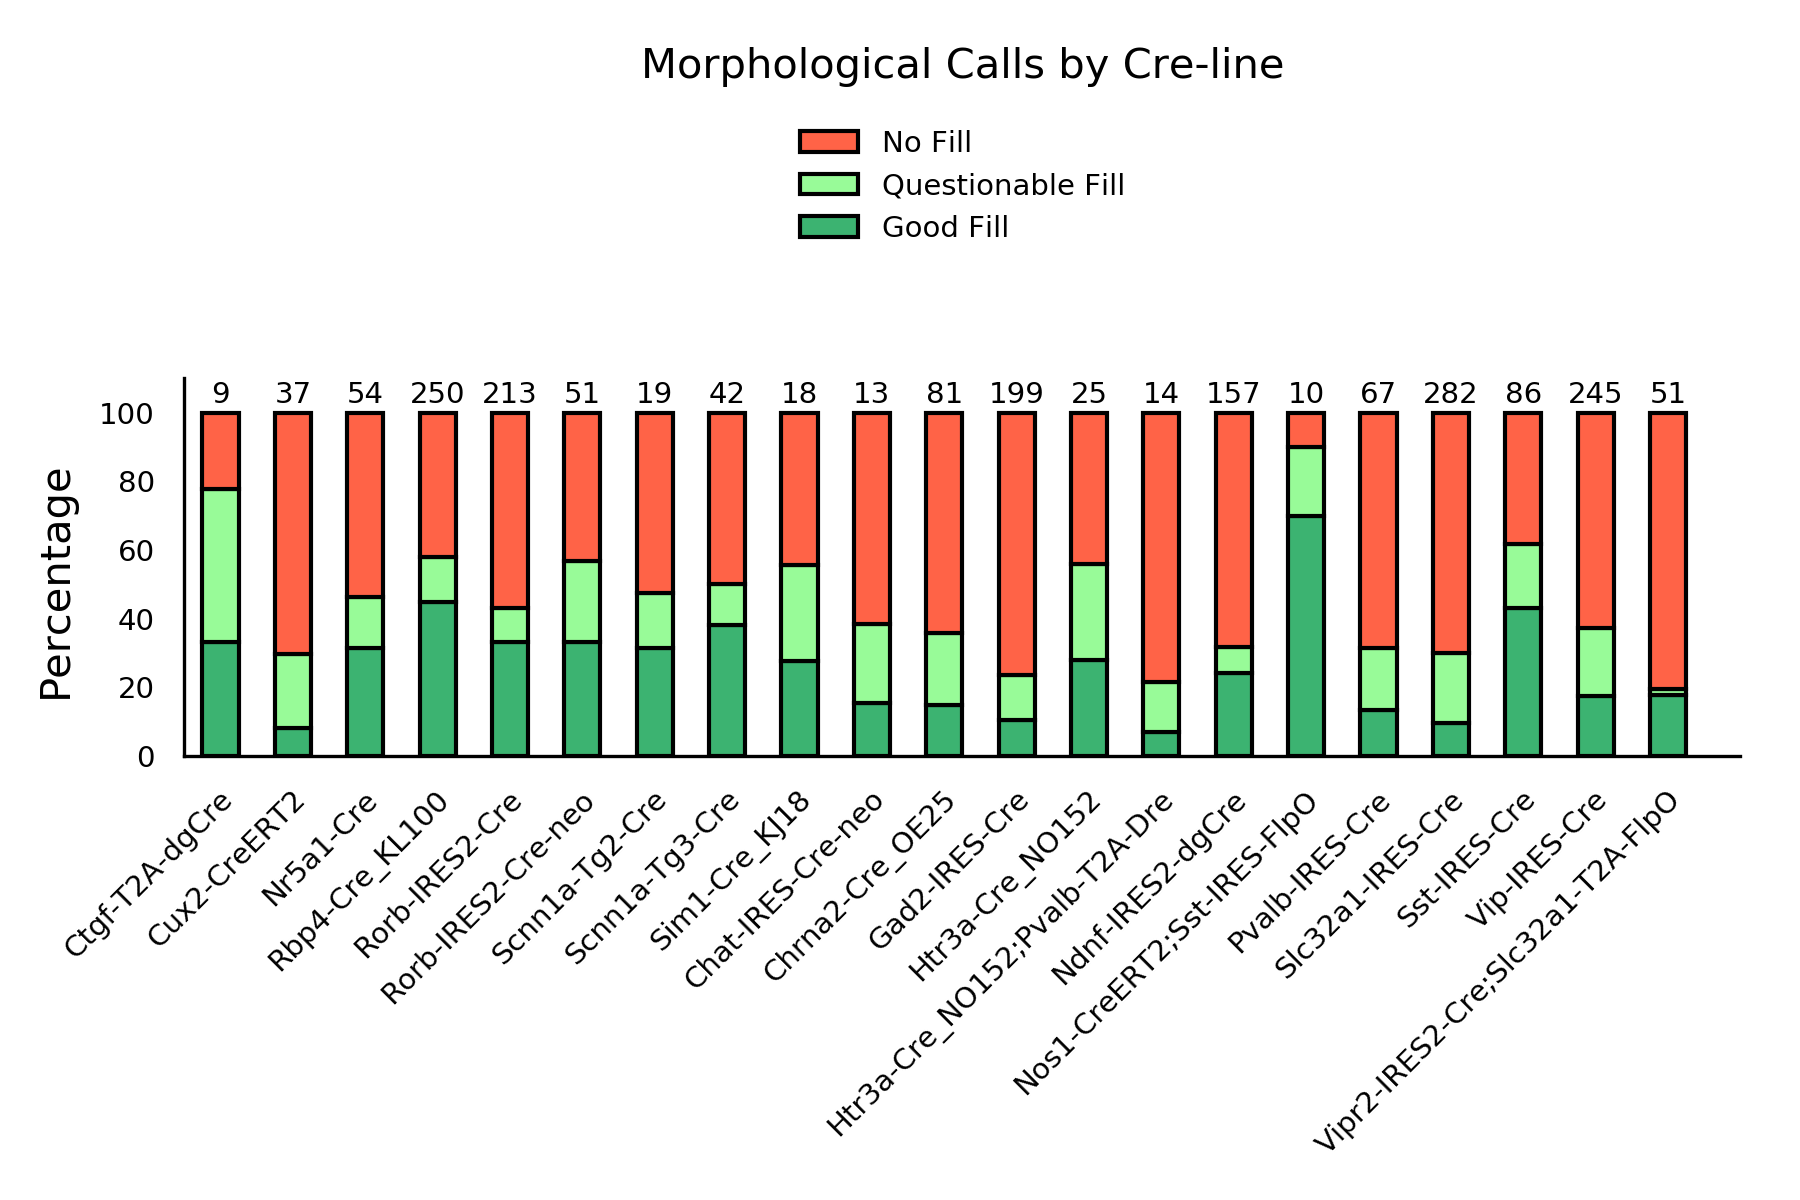 Morphological Calls by Cre-line
No Fill
Questionable Fill
Good Fill
9 37 54 250 213 51 19 42 18 13 81 199 25 14 157 10 67 282 86 245 51
100
80
60
40
20
0
Percentage
Ctgf-T2A-dgCre
Cux2-CreERT2
Nr5a1-Cre
Rbp4-Cre_KL100
Rorb-IRES2-Cre
Rorb-IRES2-Cre-neo
Scnn1a-Tg2-Cre
Scnn1a-Tg3-Cre
Sim1-Cre_KJ18
Chat-IRES-Cre-neo
Chrna2-Cre_OE25
Gad2-IRES-Cre
Htr3a-Cre_NO152
Htr3a-Cre_NO152;Pvalb-T2A-Dre
Ndnf-IRES2-dgCre
Nos1-CreERT2;Sst-IRES-FlpO
Pvalb-IRES-Cre
Slc32a1-IRES-Cre
Sst-IRES-Cre
Vip-IRES-Cre
Vipr2-IRES2-Cre;Slc32a1-T2A-FlpO